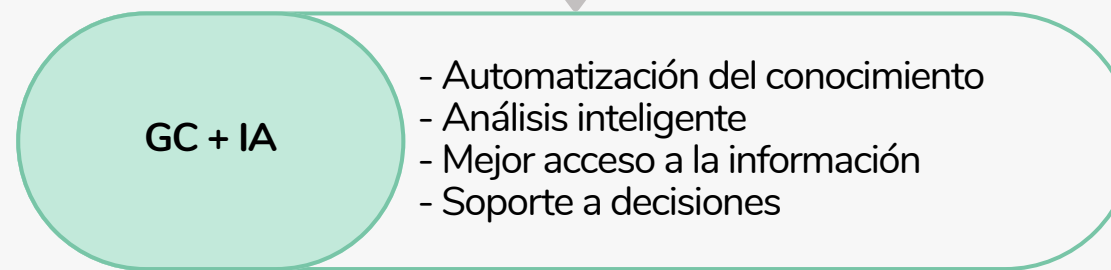 GC + IA
- Automatización del conocimiento
- Análisis inteligente
- Mejor acceso a la información
- Soporte a decisiones